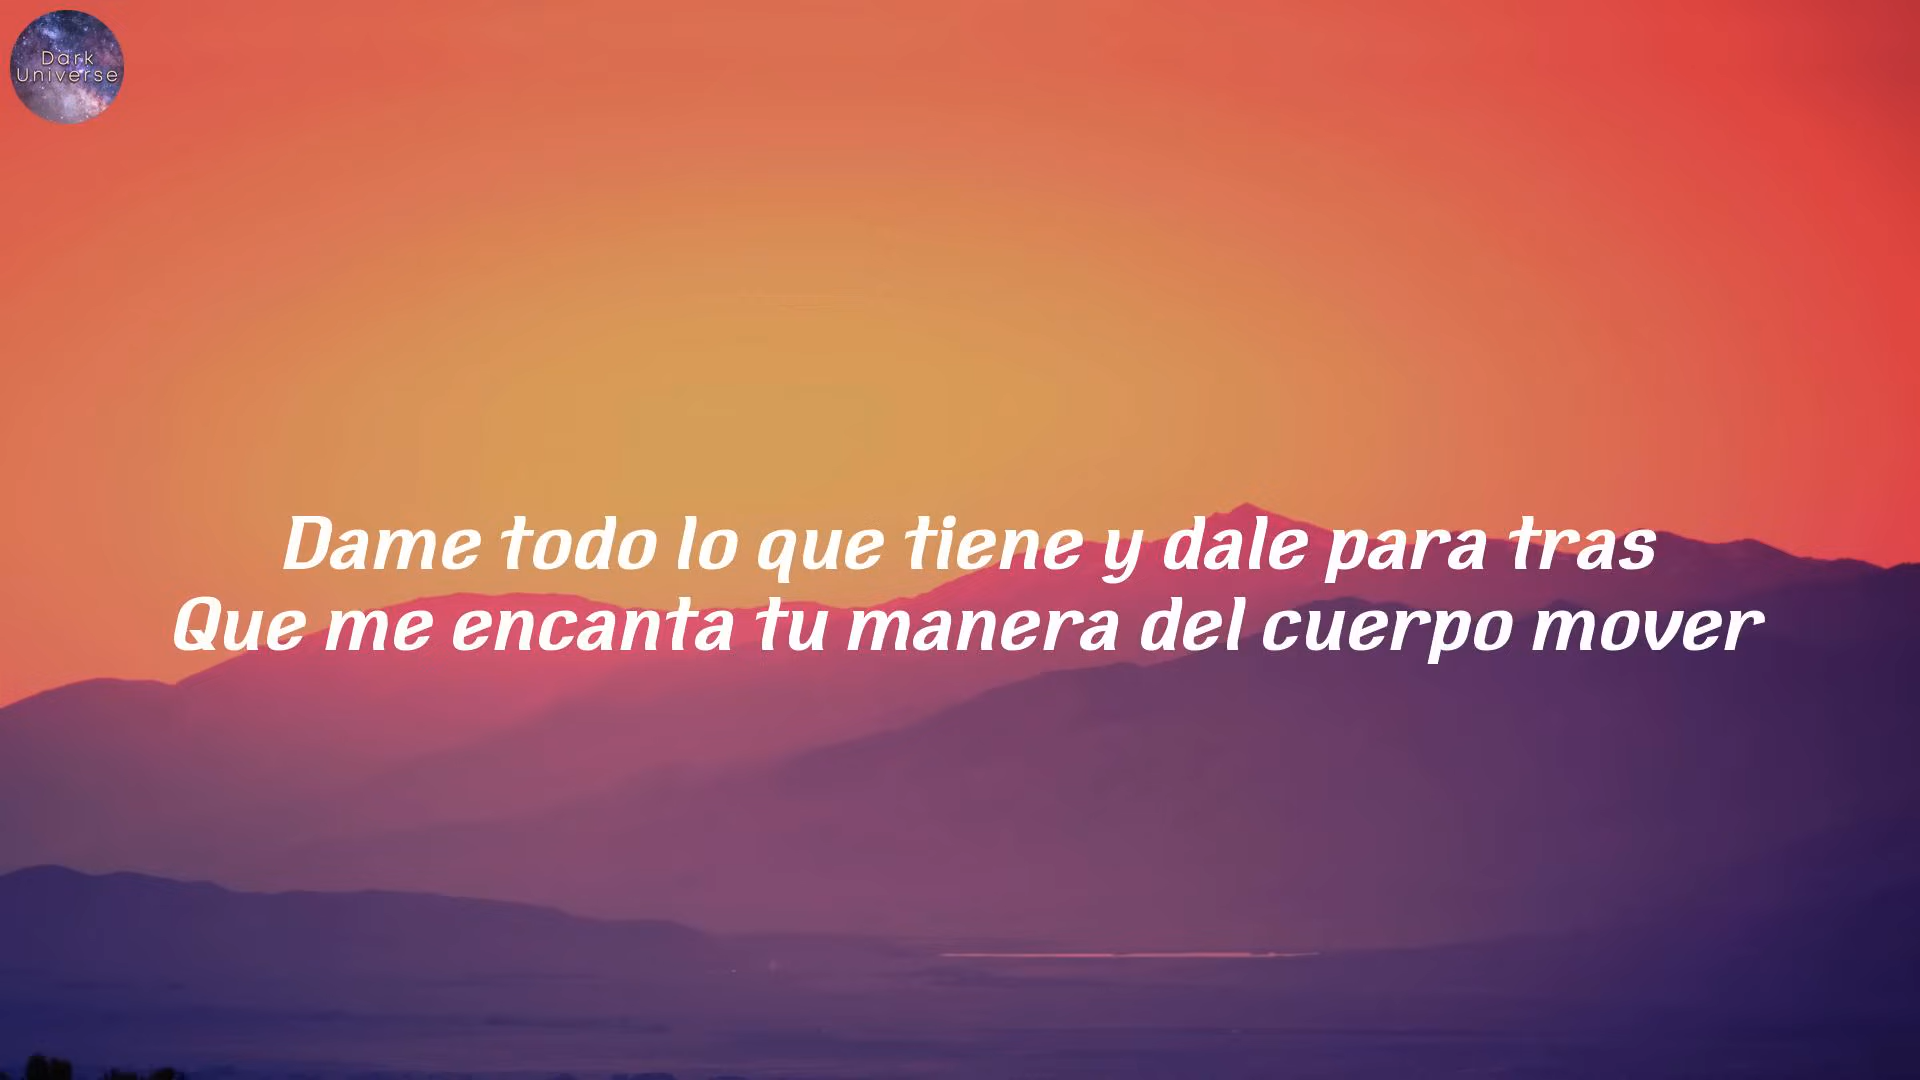 Dark
Universe
Dame todo lo que tiene y dale para tras
Que me encanta tu manera del cuerpo mover